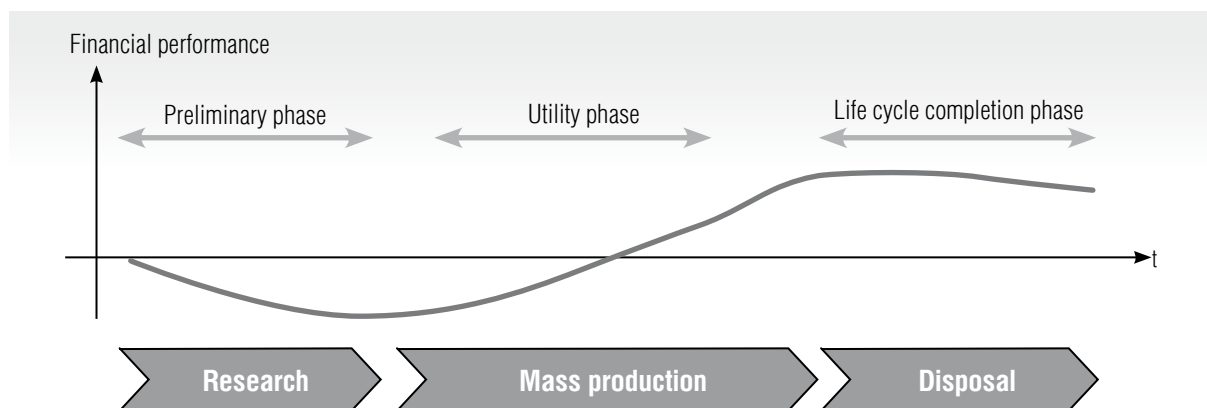 Financial performance
Preliminary phase
Utility phase
Life cycle completion phase
t
Research
Mass production
Disposal